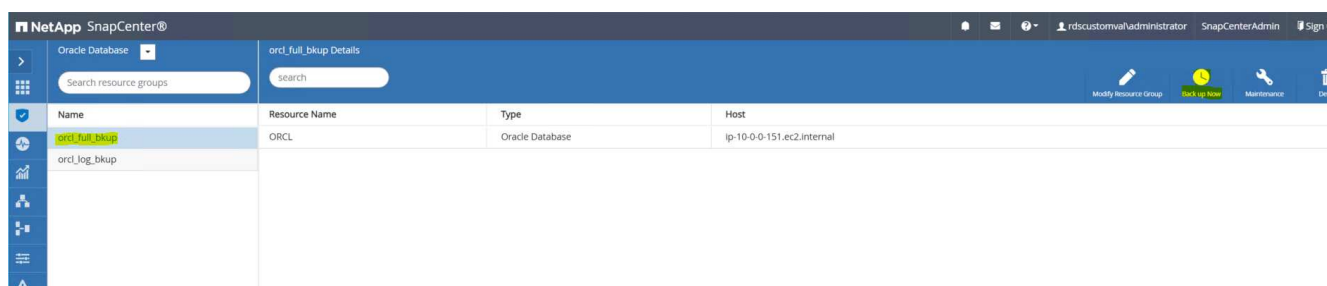 NetApp SnapCenter®
rdscustomval\administrator SnapCenterAdmin Sign
Oracle Database
orcl_full_bkup Details
Search resource groups
search
Modify Resource Group Back up Now Maintenance De
Name Resource Name Type Host
orcl_full_bkup ORCL Oracle Database ip-10-0-0-151.ec2.internal
orcl_log_bkup